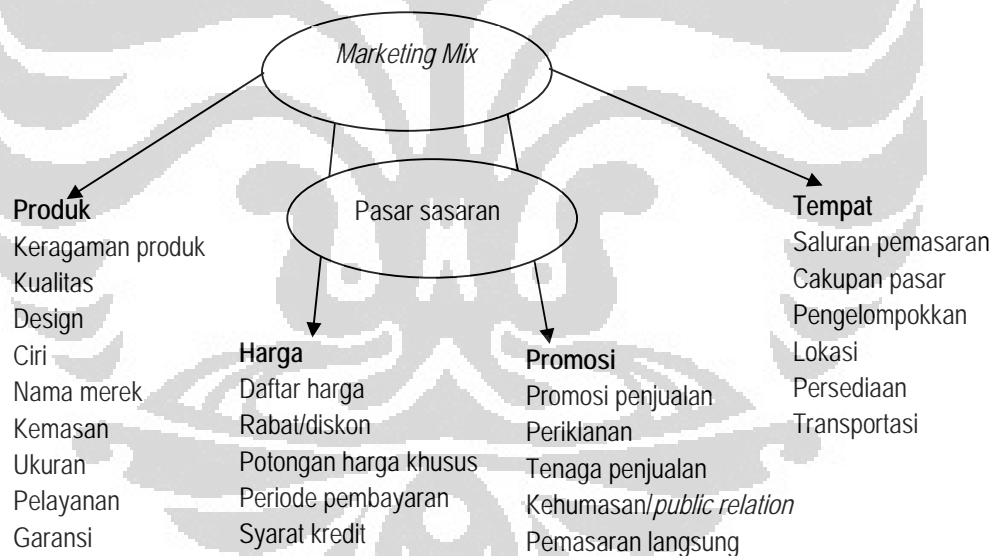 Marketing Mix
Pasar sasaran
Produk
Keragaman produk
Kualitas
Design
Ciri
Nama merek
Kemasan
Ukuran
Pelayanan
Garansi
Harga
Daftar harga
Rabat/diskon
Potongan harga khusus
Periode pembayaran
Syarat kredit
Promosi
Promosi penjualan
Periklanan
Tenaga penjualan
Kehumasan/public relation
Pemasaran langsung
Tempat
Saluran pemasaran
Cakupan pasar
Pengelompokkan
Lokasi
Persediaan
Transportasi